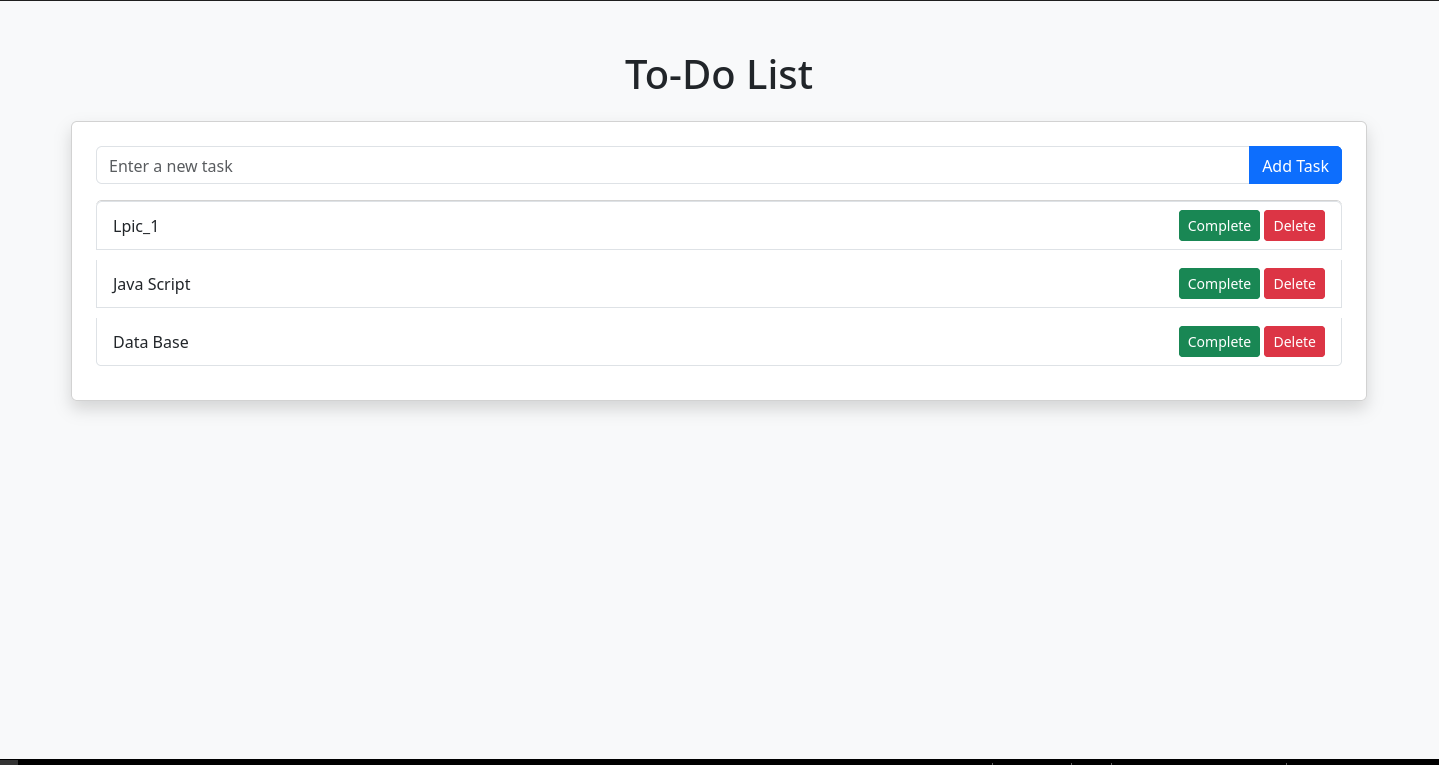 To-Do List
Enter a new task Add Task
Lpic_1 Complete Delete
Java Script Complete Delete
Data Base Complete Delete